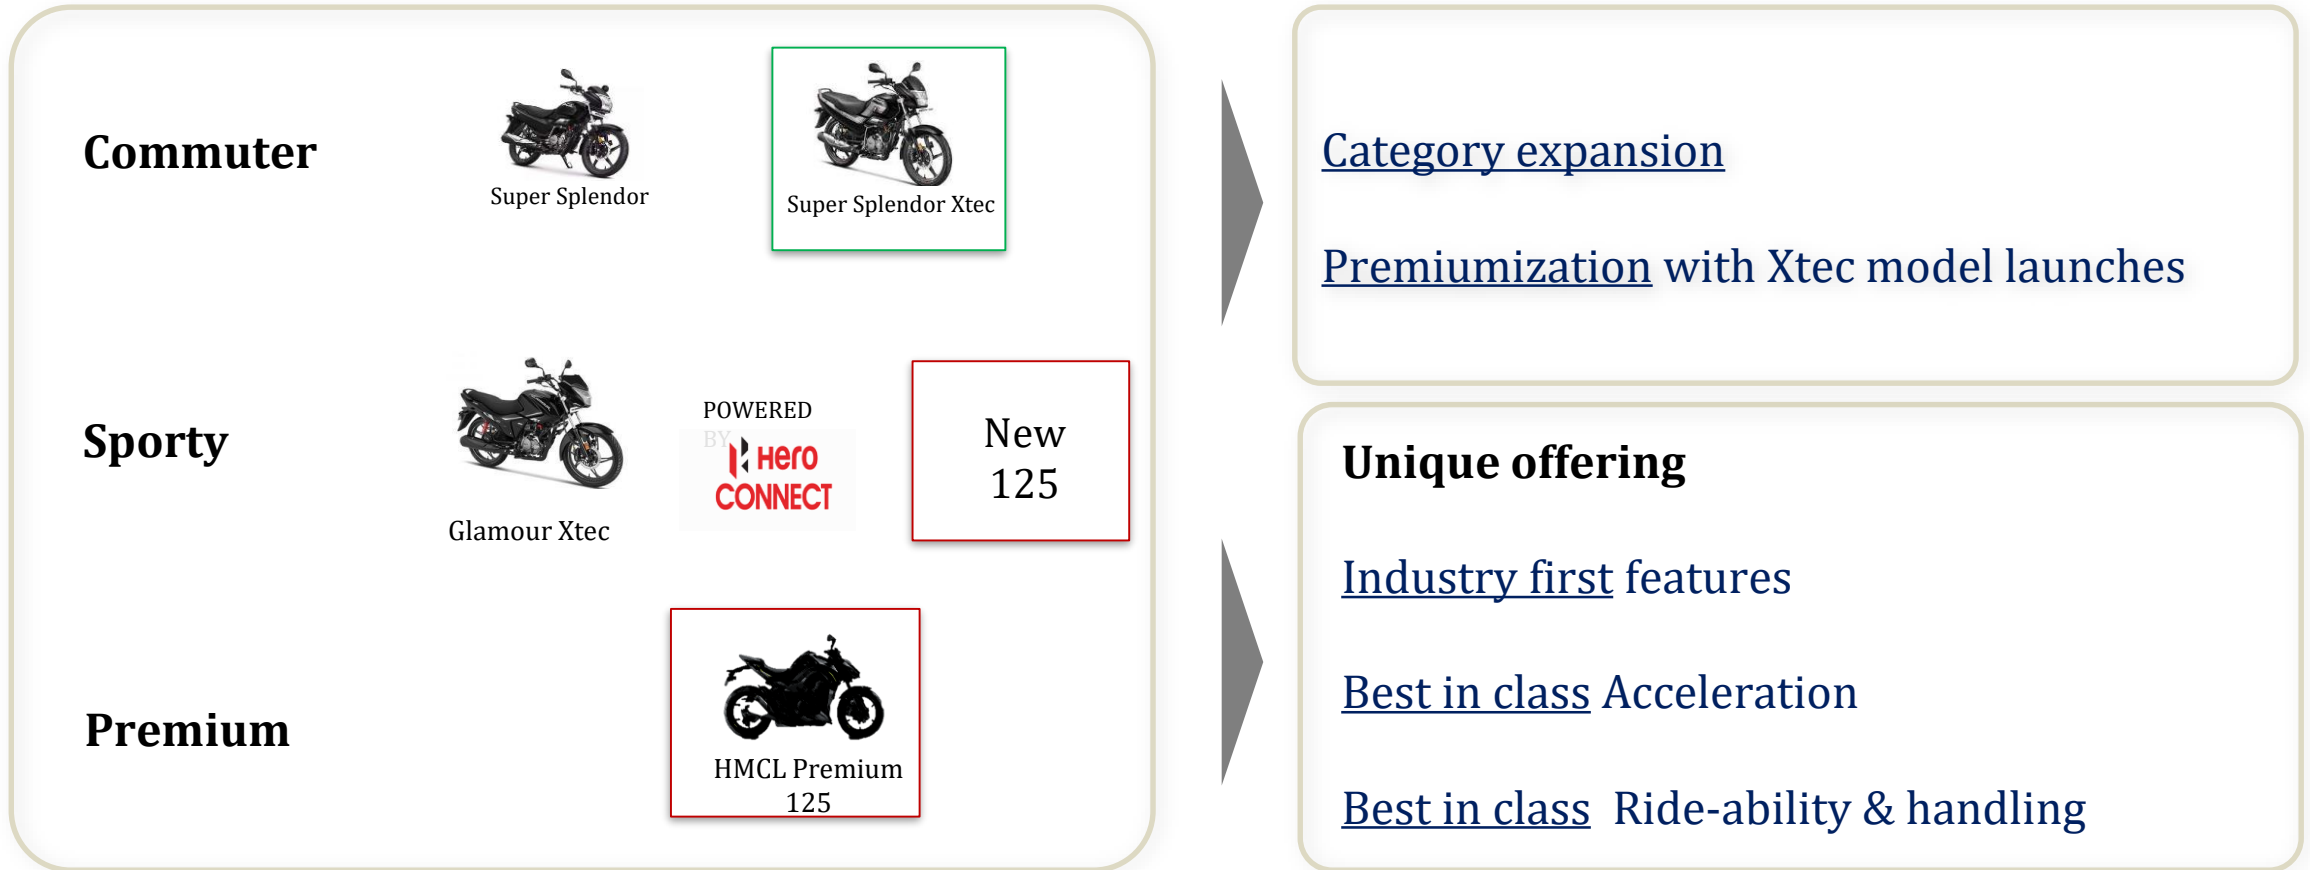 Commuter
Super Splendor
Super Splendor Xtec
Sporty
Glamour Xtec
POWERED
BY
Hero
CONNECT
New
125
Premium
HMCL Premium
125
Category expansion
Premiumization with Xtec model launches
Unique offering
Industry first features
Best in class Acceleration
Best in class Ride-ability & handling